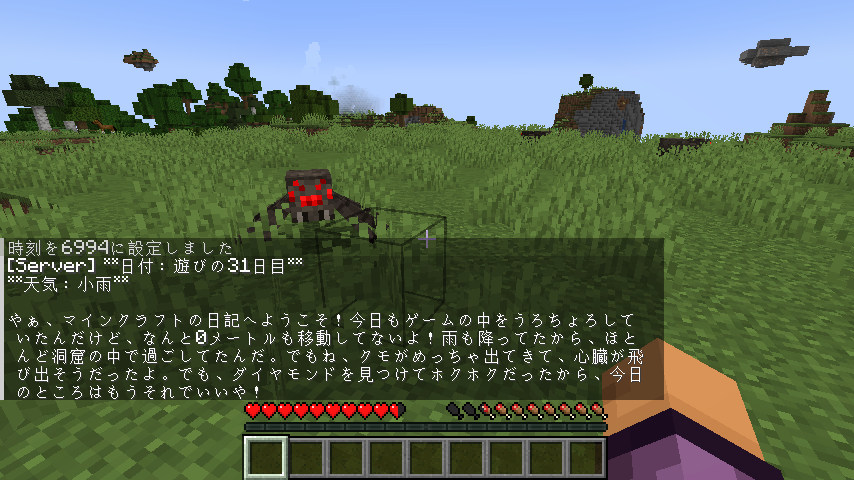 時刻を6994に設定しました
[Server] **日付：遊びの31日目**
**天気：小雨**
やぁ、マインクラフトの日記へようこそ！今日もゲームの中をうろちょろして
いたんだけど、なんと0メートルも移動してないよ！雨も降ってたから、ほと
んど洞窟の中で過ごしてたんだ。でもね、クモがめっちゃ出てきて、心臓が飛
び出そうだったよ。でも、ダイヤモンドを見つけてホクホクだったから、今日
のところはもうそれでいいや！